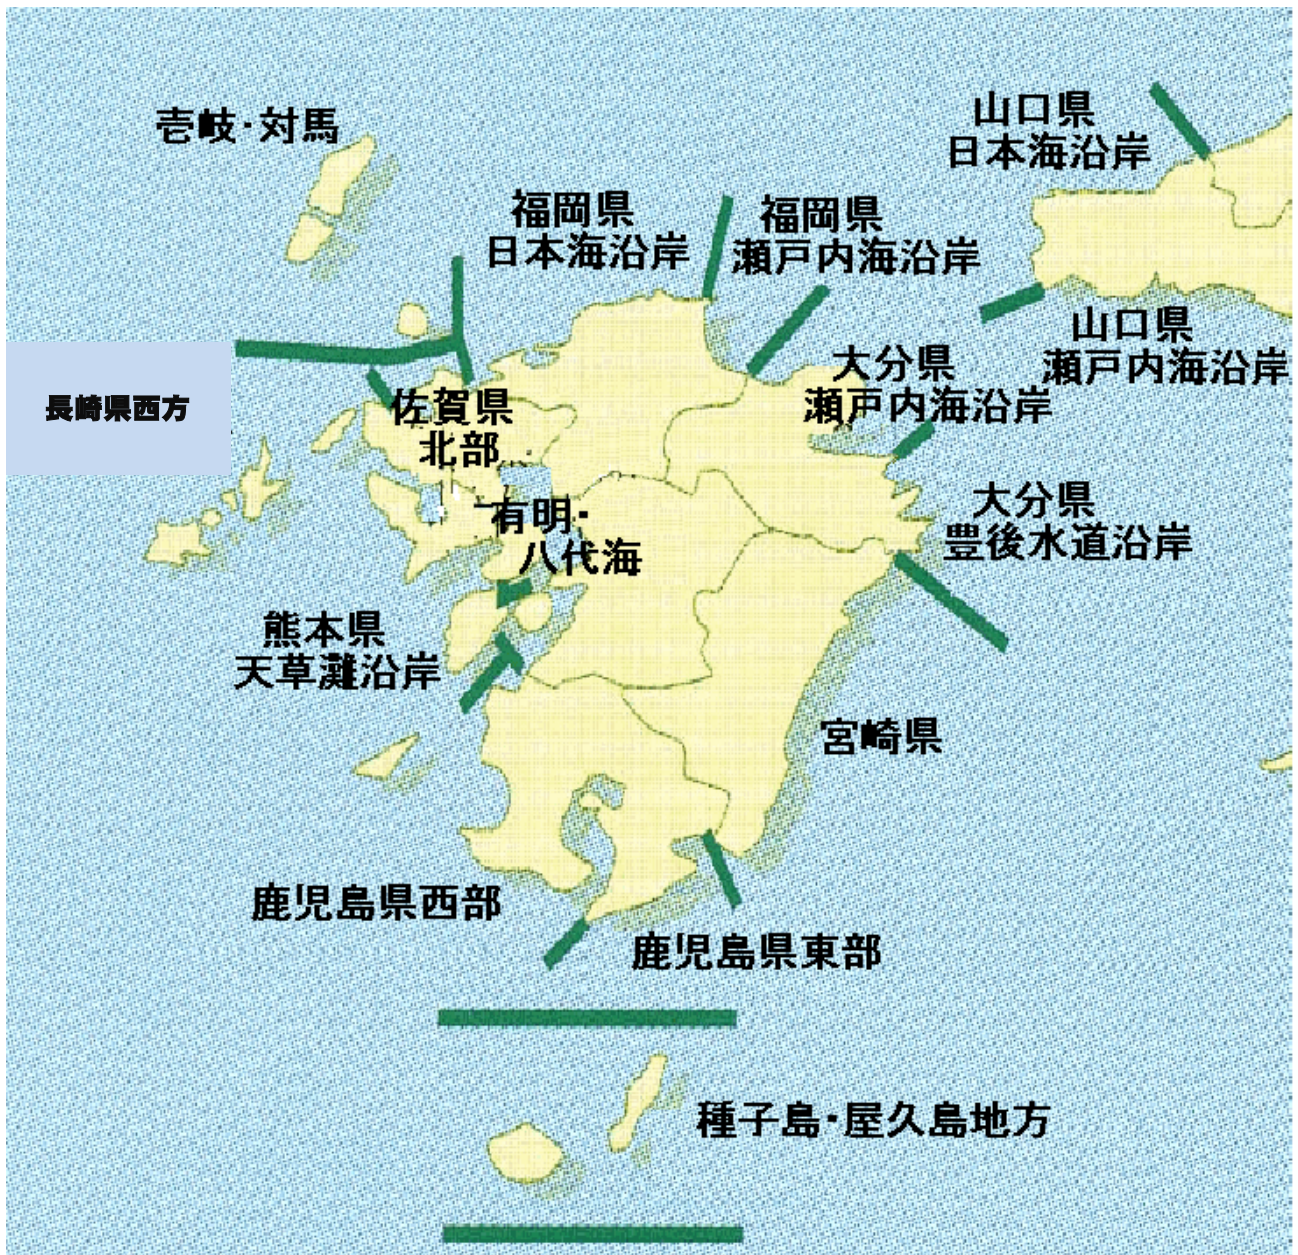 壱岐・対馬
山口県
日本海沿岸
福岡県
日本海沿岸
福岡県
瀬戸内海沿岸
山口県
瀬戸内海沿岸
大分県
瀬戸内海沿岸
長崎県西方
佐賀県
北部
有明・
八代海
大分県
豊後水道沿岸
熊本県
天草灘沿岸
宮崎県
鹿児島県西部
鹿児島県東部
種子島・屋久島地方